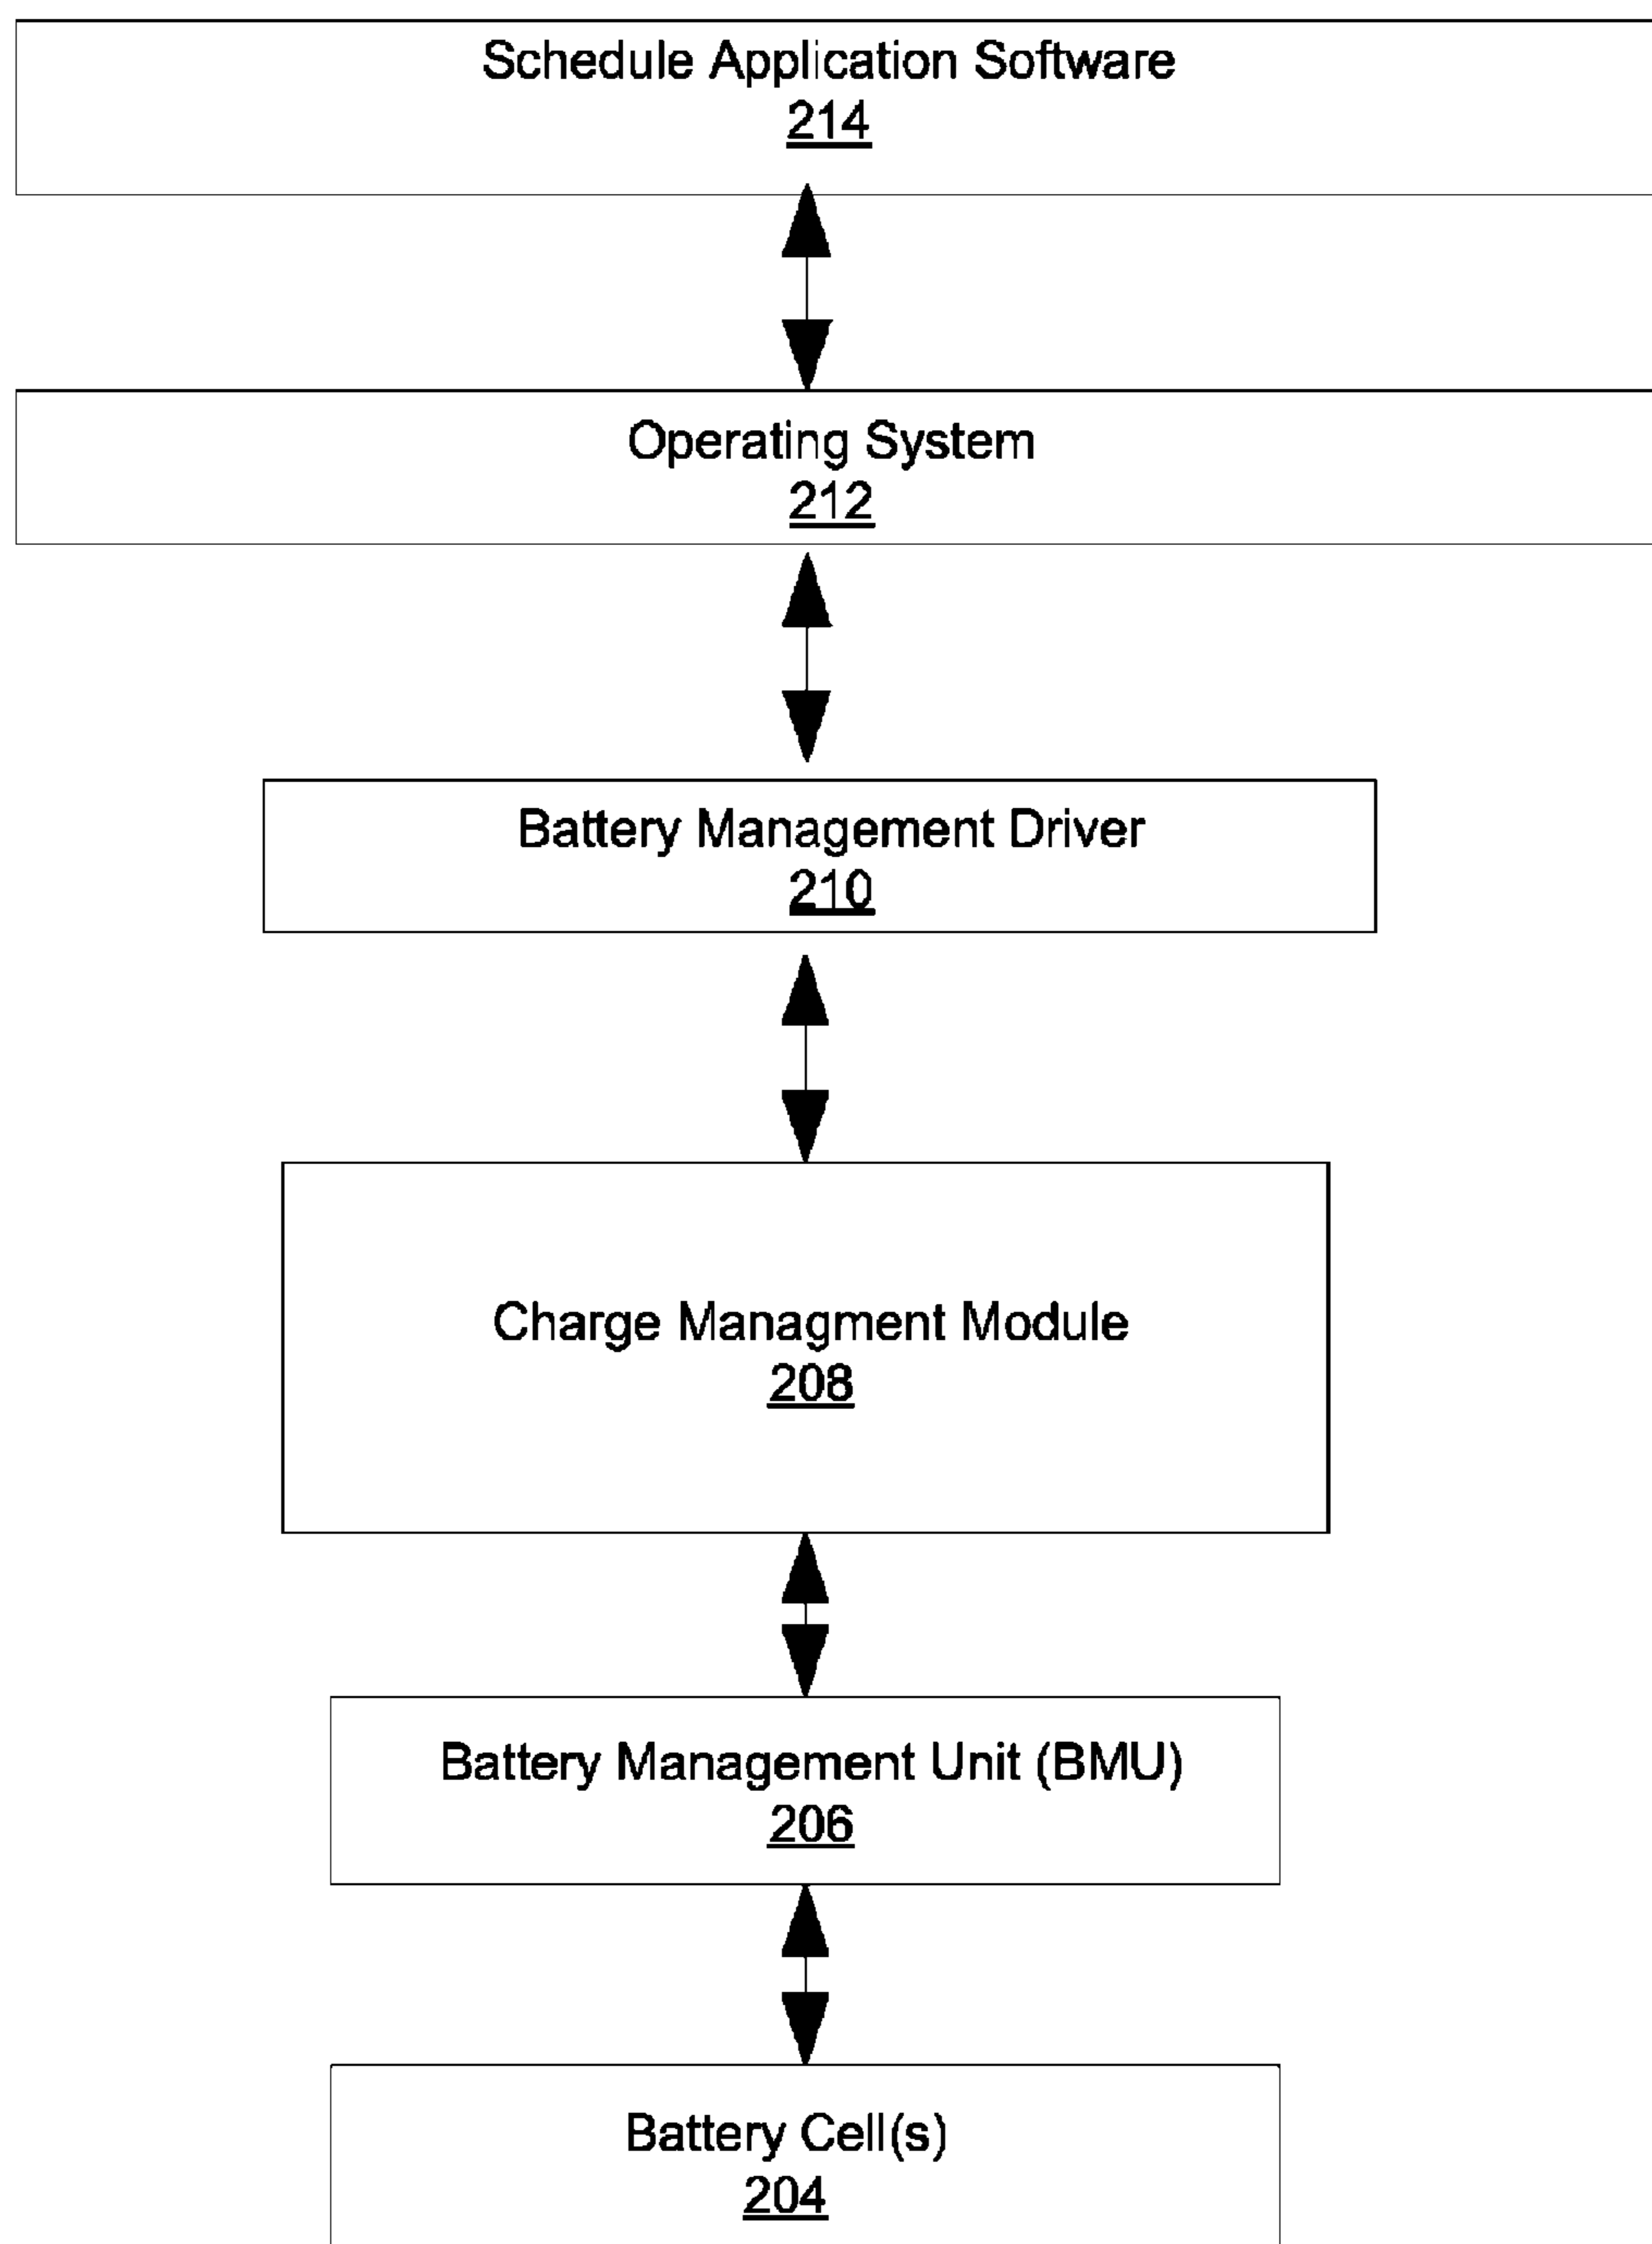 Schedule Application Software
214
Operating System
212
Battery Management Driver
210
Charge Managment Module
208
Battery Management Unit (BMU)
206
Battery Cell(s)
204